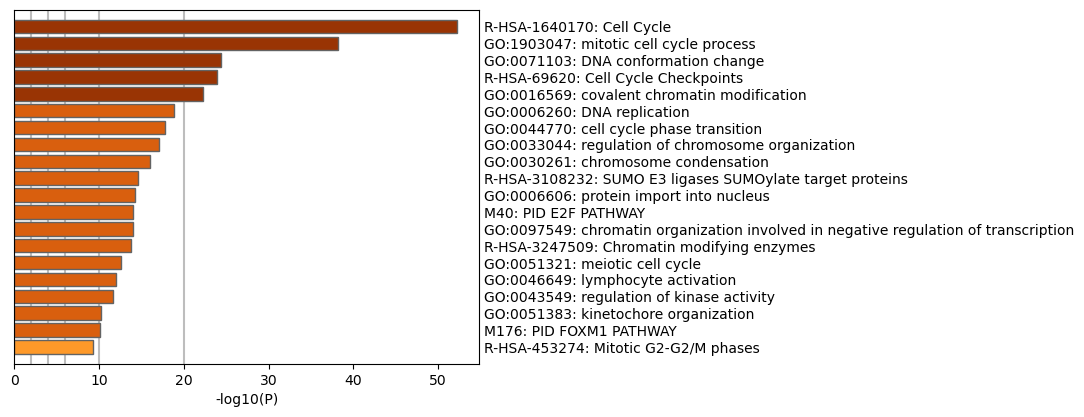 R-HSA-1640170: Cell Cycle
GO:1903047: mitotic cell cycle process
GO:0071103: DNA conformation change
R-HSA-69620: Cell Cycle Checkpoints
GO:0016569: covalent chromatin modification
GO:0006260: DNA replication
GO:0044770: cell cycle phase transition
GO:0033044: regulation of chromosome organization
GO:0030261: chromosome condensation
R-HSA-3108232: SUMO E3 ligases SUMOylate target proteins
GO:0006606: protein import into nucleus
M40: PID E2F PATHWAY
GO:0097549: chromatin organization involved in negative regulation of transcription
R-HSA-3247509: Chromatin modifying enzymes
GO:0051321: meiotic cell cycle
GO:0046649: lymphocyte activation
GO:0043549: regulation of kinase activity
GO:0051383: kinetochore organization
M176: PID FOXM1 PATHWAY
R-HSA-453274: Mitotic G2-G2/M phases
0 10 20 30 40 50
-log10(P)